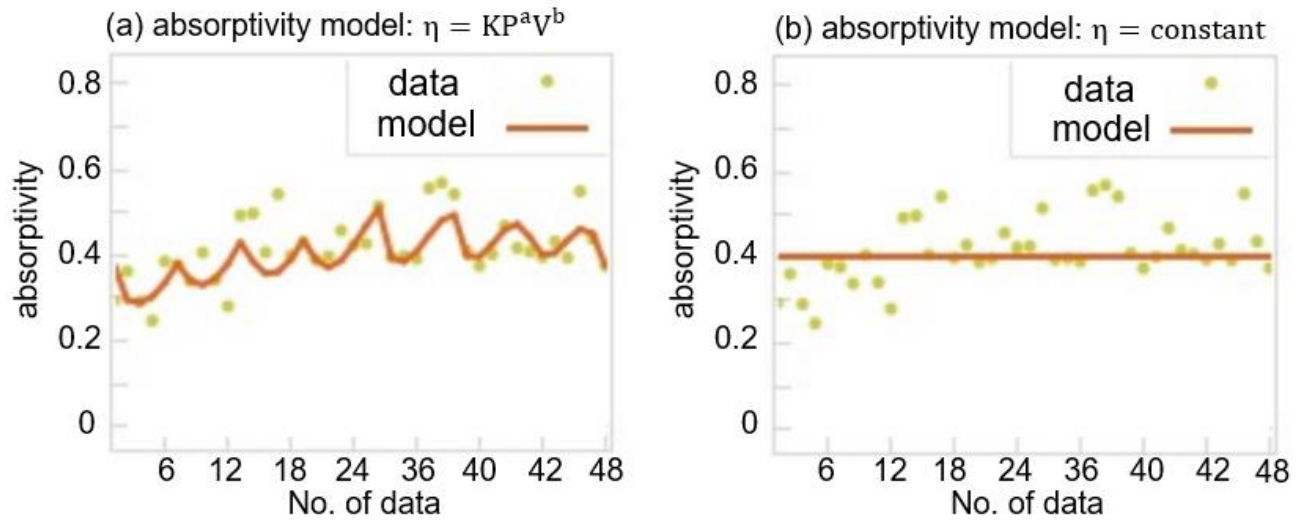 (a) absorptivity model: η = KPᵃVᵇ
data
model
absorptivity
0.8
0.6
0.4
0.2
0
6 12 18 24 36 40 42 48
No. of data
(b) absorptivity model: η = constant
data
model
absorptivity
0.8
0.6
0.4
0.2
0
6 12 18 24 36 40 42 48
No. of data